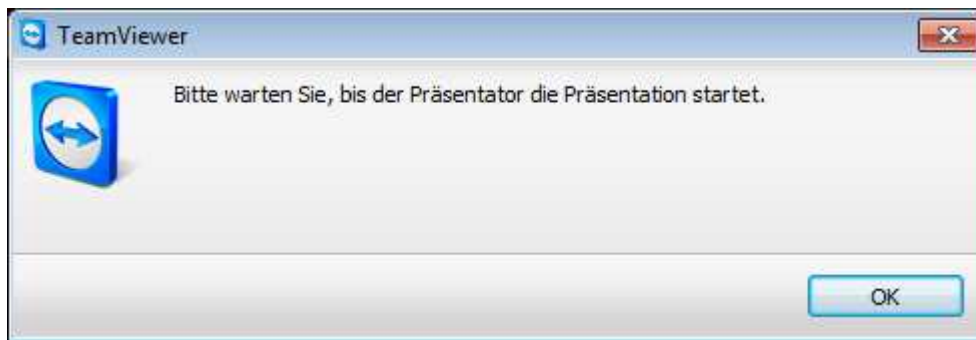 TeamViewer
Bitte warten Sie, bis der Präsentator die Präsentation startet.
OK